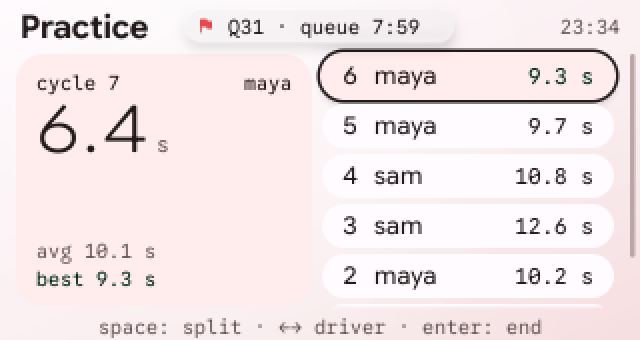 Practice
Q31 · queue 7:59
23:34
cycle 7 maya
6.4 s
avg 10.1 s
best 9.3 s
6 maya 9.3 s
5 maya 9.7 s
4 sam 10.8 s
3 sam 12.6 s
2 maya 10.2 s
space: split · ↔ driver · enter: end